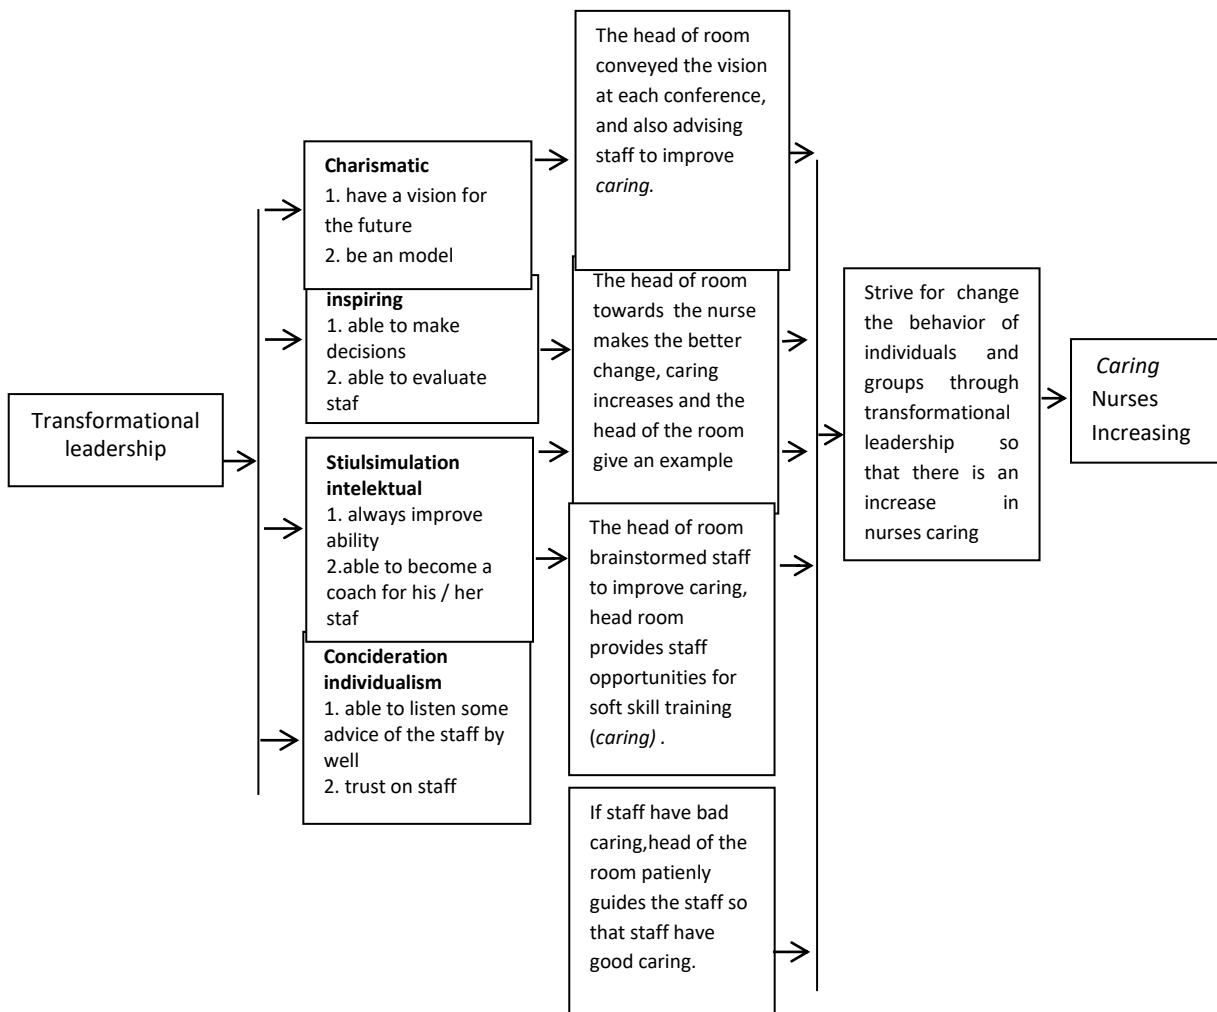 Transformational
leadership
Charismatic
1. have a vision for
the future
2. be an model
inspiring
1. able to make
decisions
2. able to evaluate
staf
Stiulsimulation
intelektual
1. always improve
ability
2.able to become a
coach for his / her
staf
Concideration
individualism
1. able to listen some
advice of the staff by
well
2. trust on staff
The head of room
conveyed the vision
at each conference,
and also advising
staff to improve
caring.
The head of room
towards the nurse
makes the better
change, caring
increases and the
head of the room
give an example
The head of room
brainstormed staff
to improve caring,
head room
provides staff
opportunities for
soft skill training
(caring) .
If staff have bad
caring,head of the
room patienly
guides the staff so
that staff have
good caring.
Strive for change
the behavior of
individuals and
groups through
transformational
leadership so
that there is an
increase in
nurses caring
Caring
Nurses
Increasing